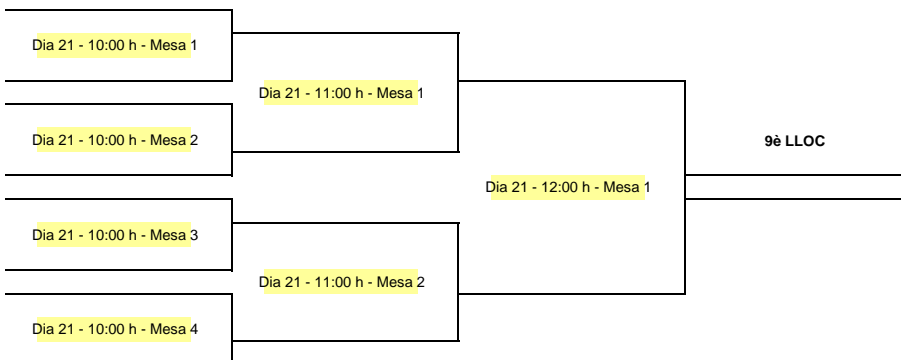 Dia 21 - 10:00 h - Mesa 1
Dia 21 - 11:00 h - Mesa 1
Dia 21 - 10:00 h - Mesa 2
9è LLOC
Dia 21 - 12:00 h - Mesa 1
Dia 21 - 10:00 h - Mesa 3
Dia 21 - 11:00 h - Mesa 2
Dia 21 - 10:00 h - Mesa 4